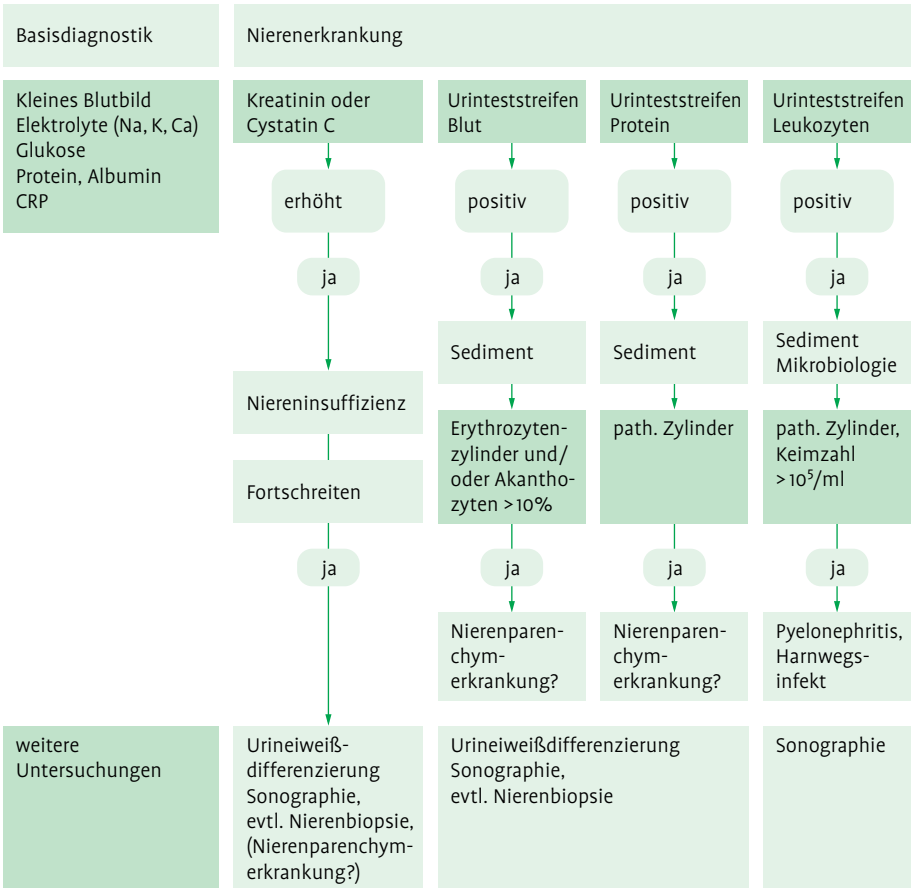 Basisdiagnostik
Nierenerkrankung
Kleines Blutbild
Elektrolyte (Na, K, Ca)
Glukose
Protein, Albumin
CRP
Kreatinin oder
Cystatin C
erhöht
ja
Niereninsuffizienz
Fortschreiten
ja
Urinteststreifen
Blut
positiv
ja
Sediment
Erythrozyten-
zylinder und/
oder Akantho-
zyten >10%
ja
Nierenparen-
chym-
erkrankung?
Urinteststreifen
Protein
positiv
ja
Sediment
path. Zylinder
ja
Nierenparen-
chym-
erkrankung?
Urinteststreifen
Leukozyten
positiv
ja
Sediment
Mikrobiologie
path. Zylinder,
Keimzahl
>10⁵/ml
ja
Pyelonephritis,
Harnwegs-
infekt
weitere
Untersuchungen
Urineiweiß-
differenzierung
Sonographie,
evtl. Nierenbiopsie,
(Nierenparenchym-
erkrankung?)
Urineiweißdifferenzierung
Sonographie,
evtl. Nierenbiopsie
Sonographie